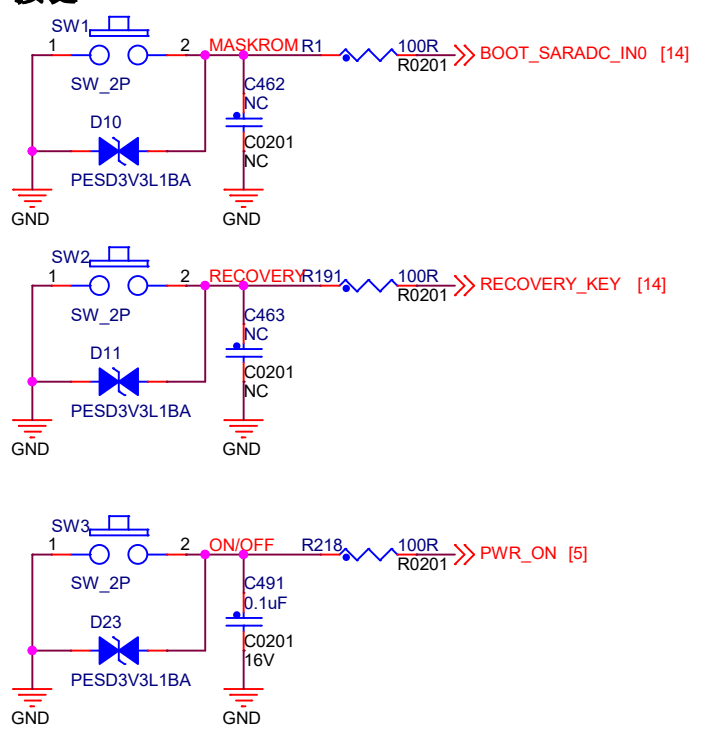 SW1
1
2
MASKROM
R1
100R
R0201
BOOT_SARADC_IN0 [14]
SW_2P
C462
NC
D10
C0201
NC
PESD3V3L1BA
GND
GND
SW2
1
2
RECOVERY
R191
100R
R0201
RECOVERY_KEY [14]
SW_2P
C463
NC
D11
C0201
NC
PESD3V3L1BA
GND
GND
SW3
1
2
ON/OFF
R218
100R
R0201
PWR_ON [5]
SW_2P
C491
0.1uF
D23
C0201
16V
PESD3V3L1BA
GND
GND